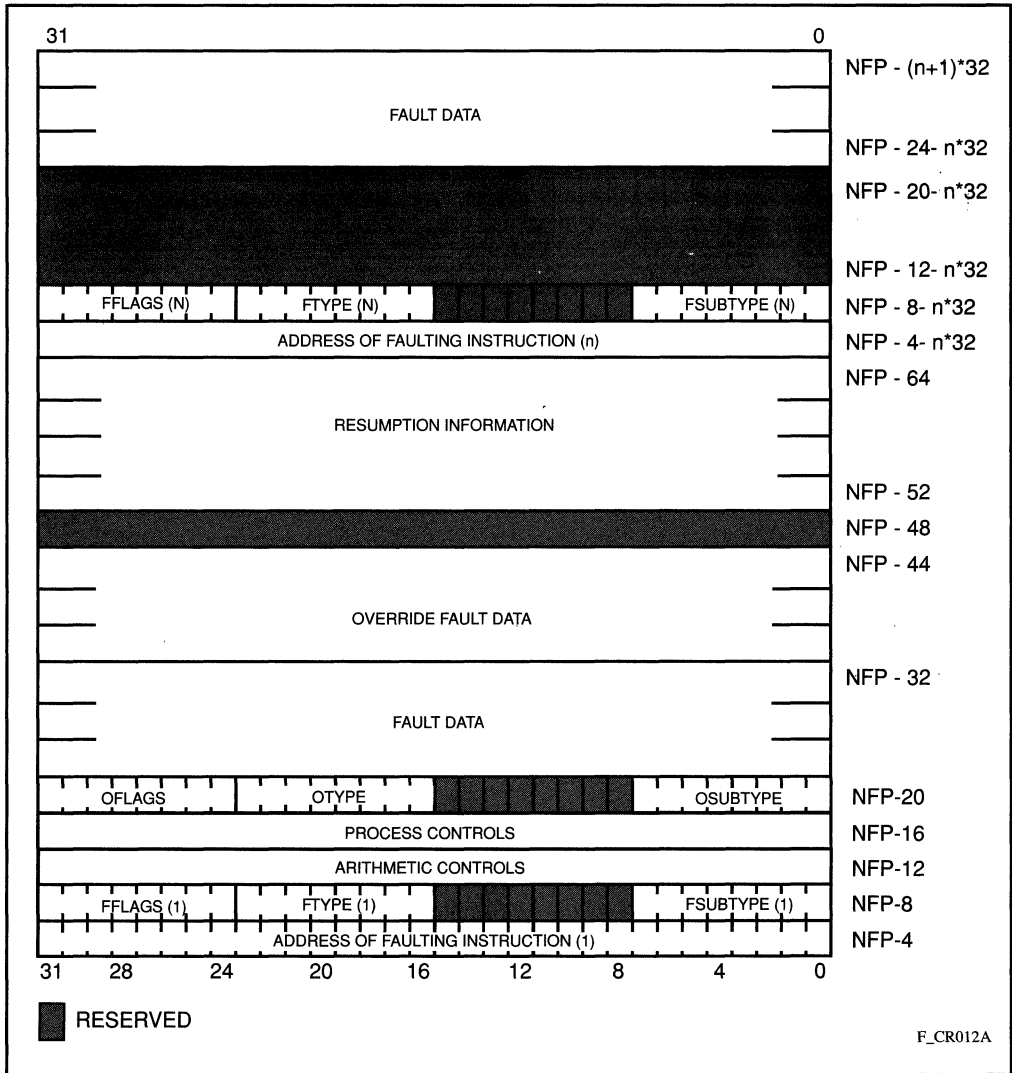 31 0
NFP - (n+1)*32
FAULT DATA
NFP - 24- n*32
NFP - 20- n*32
NFP - 12- n*32
FFLAGS (N) FTYPE (N) FSUBTYPE (N) NFP - 8- n*32
ADDRESS OF FAULTING INSTRUCTION (n) NFP - 4- n*32
NFP - 64
RESUMPTION INFORMATION
NFP - 52
NFP - 48
NFP - 44
OVERRIDE FAULT DATA
NFP - 32
FAULT DATA
OFLAGS OTYPE OSUBTYPE NFP-20
PROCESS CONTROLS NFP-16
ARITHMETIC CONTROLS NFP-12
FFLAGS (1) FTYPE (1) FSUBTYPE (1) NFP-8
ADDRESS OF FAULTING INSTRUCTION (1) NFP-4
31 28 24 20 16 12 8 4 0
RESERVED
F_CR012A